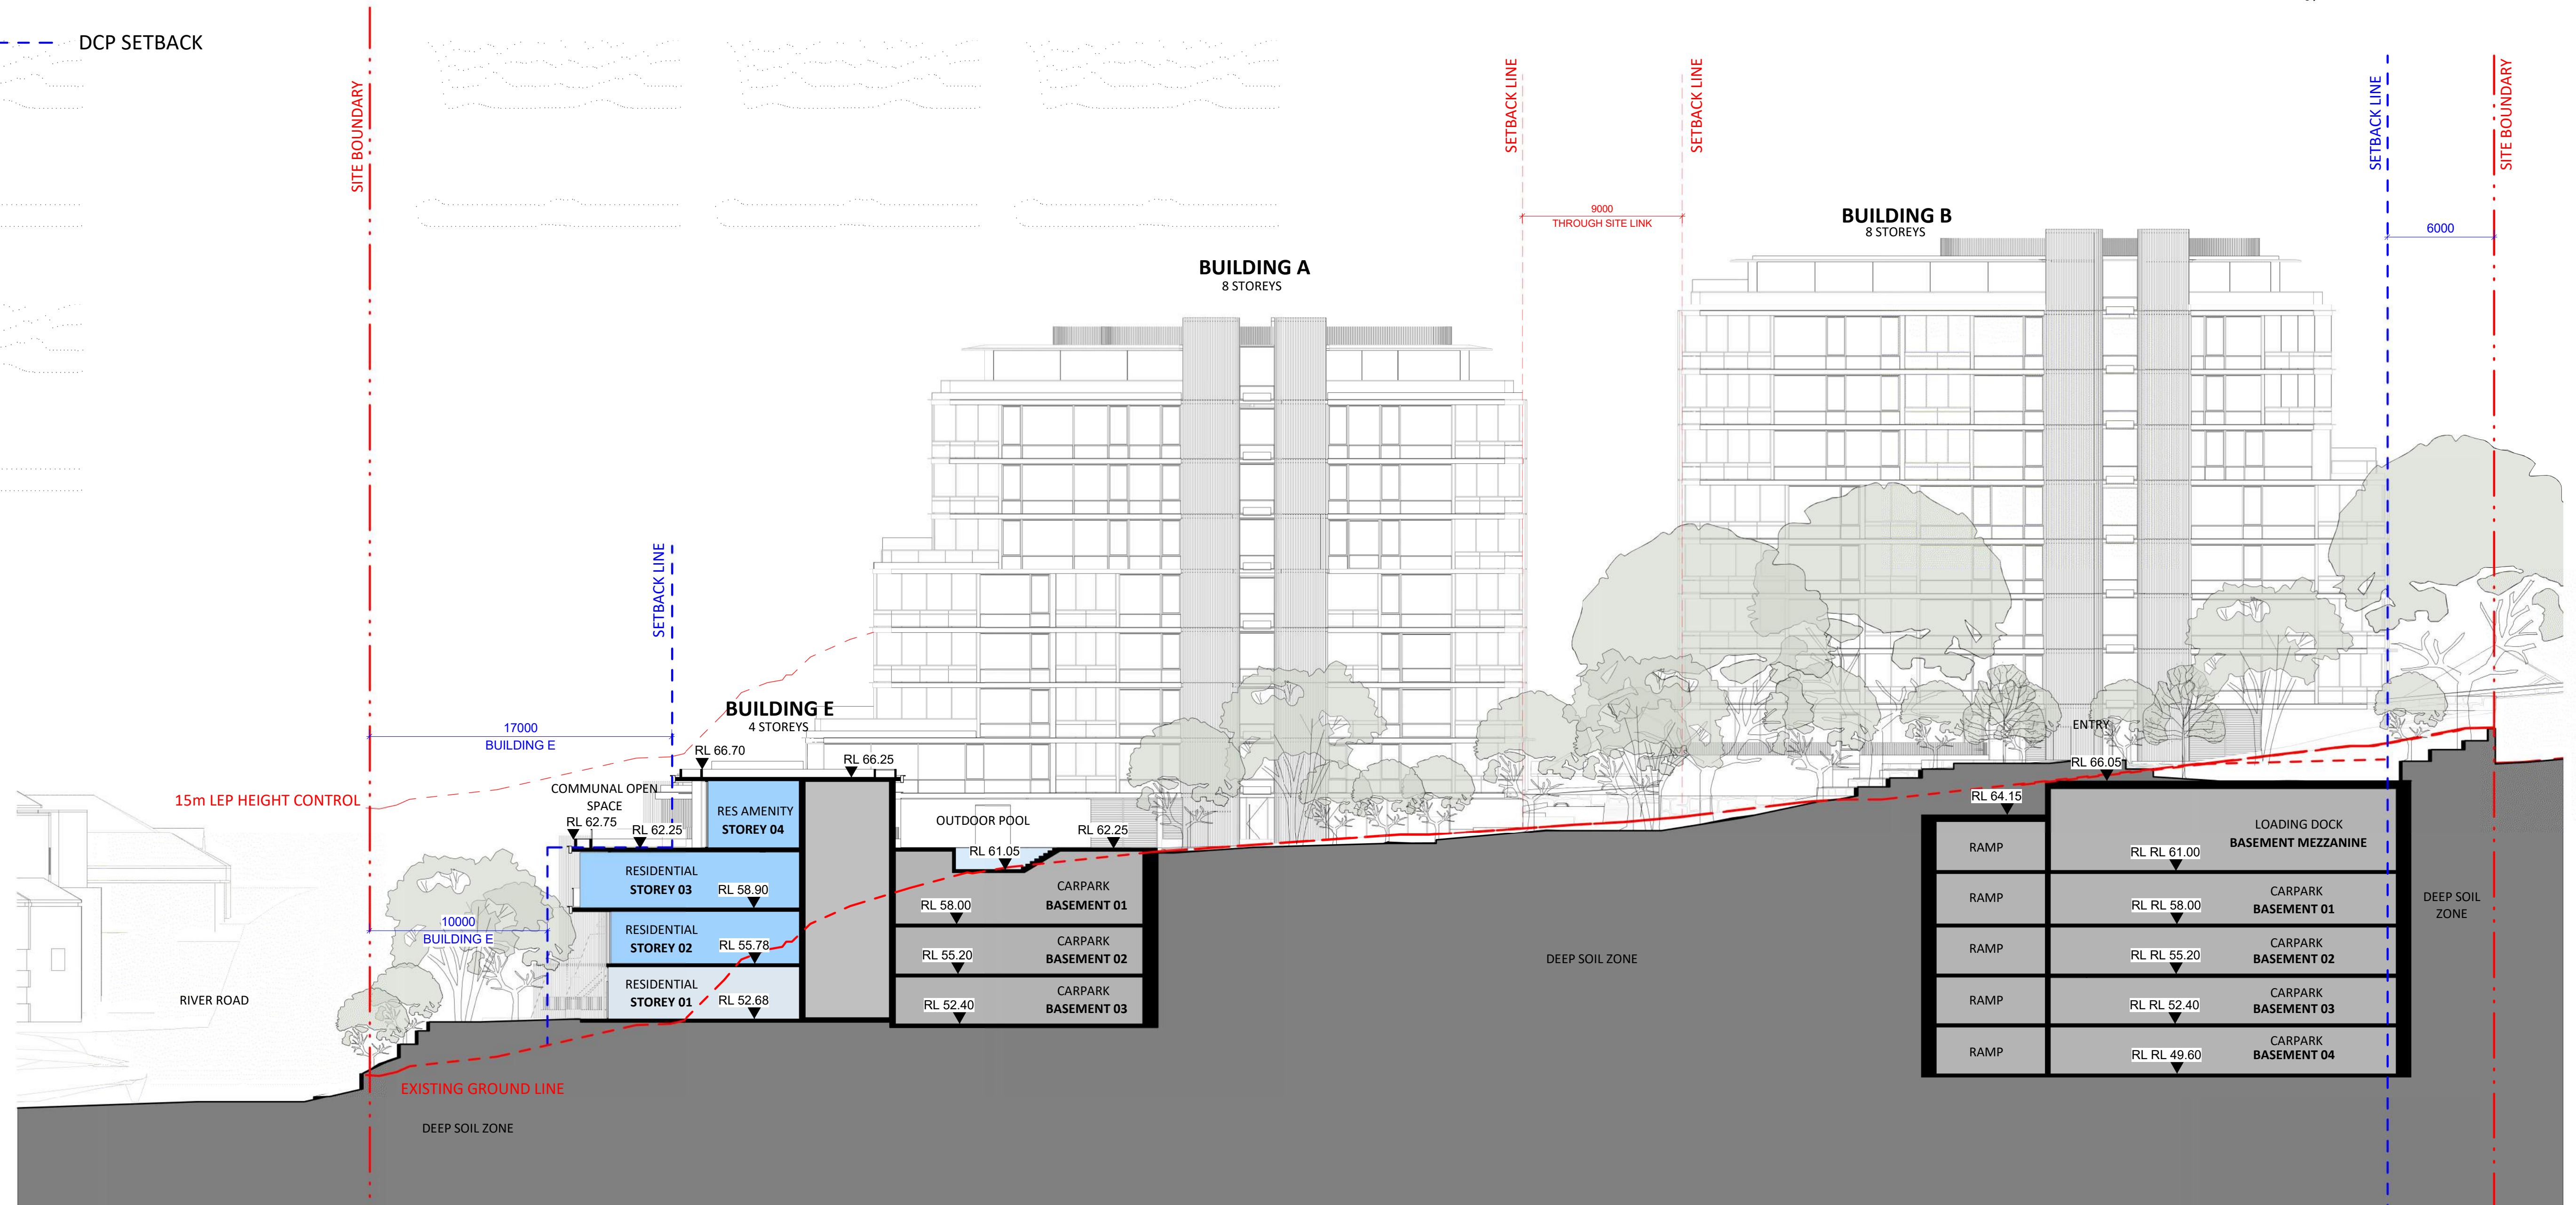 DCP SETBACK
SITE BOUNDARY
SETBACK LINE
SETBACK LINE
SETBACK LINE
SITE BOUNDARY
9000
THROUGH SITE LINK
BUILDING B
8 STOREYS
6000
BUILDING A
8 STOREYS
SETBACK LINE
17000
BUILDING E
BUILDING E
4 STOREYS
RL 66.70
RL 66.25
15m LEP HEIGHT CONTROL
COMMUNAL OPEN
SPACE
RL 62.75
RL 62.25
RES AMENITY
STOREY 04
OUTDOOR POOL
RL 62.25
RL 61.05
ENTRY
RL 66.05
RL 64.15
LOADING DOCK
BASEMENT MEZZANINE
RAMP
RL RL 61.00
RESIDENTIAL
STOREY 03
RL 58.90
CARPARK
BASEMENT 01
RL 58.00
RAMP
RL RL 58.00
CARPARK
BASEMENT 01
DEEP SOIL
ZONE
10000
BUILDING E
RESIDENTIAL
STOREY 02
RL 55.78
CARPARK
BASEMENT 02
RL 55.20
DEEP SOIL ZONE
RAMP
RL RL 55.20
CARPARK
BASEMENT 02
RIVER ROAD
RESIDENTIAL
STOREY 01
RL 52.68
CARPARK
BASEMENT 03
RL 52.40
RAMP
RL RL 52.40
CARPARK
BASEMENT 03
RAMP
RL RL 49.60
CARPARK
BASEMENT 04
EXISTING GROUND LINE
DEEP SOIL ZONE